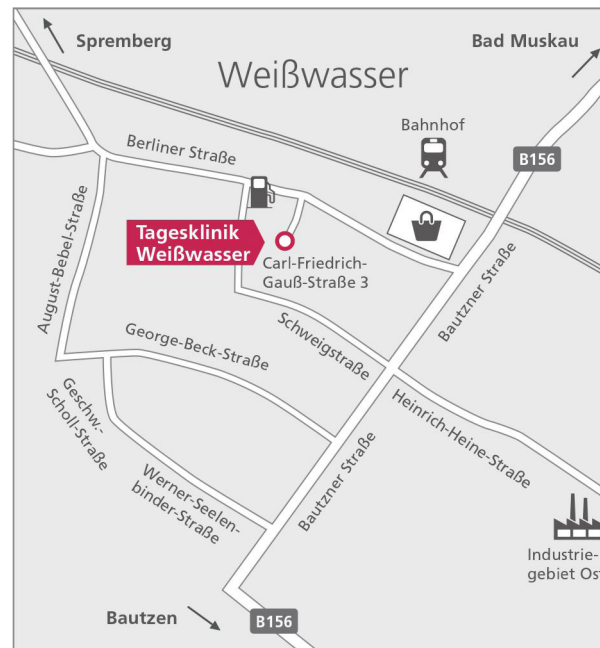 Spremberg
Bad Muskau
Weißwasser
Bahnhof
Berliner Straße
B156
Tagesklinik
Weißwasser
Carl-Friedrich-
Gauß-Straße 3
August-Bebel-Straße
Bautzner Straße
Schweigstraße
George-Beck-Straße
Heinrich-Heine-Straße
Geschw.-
Scholl-Straße
Bautzner Straße
Werner-Seelen-
binder-Straße
Industrie-
gebiet Ost
Bautzen
B156